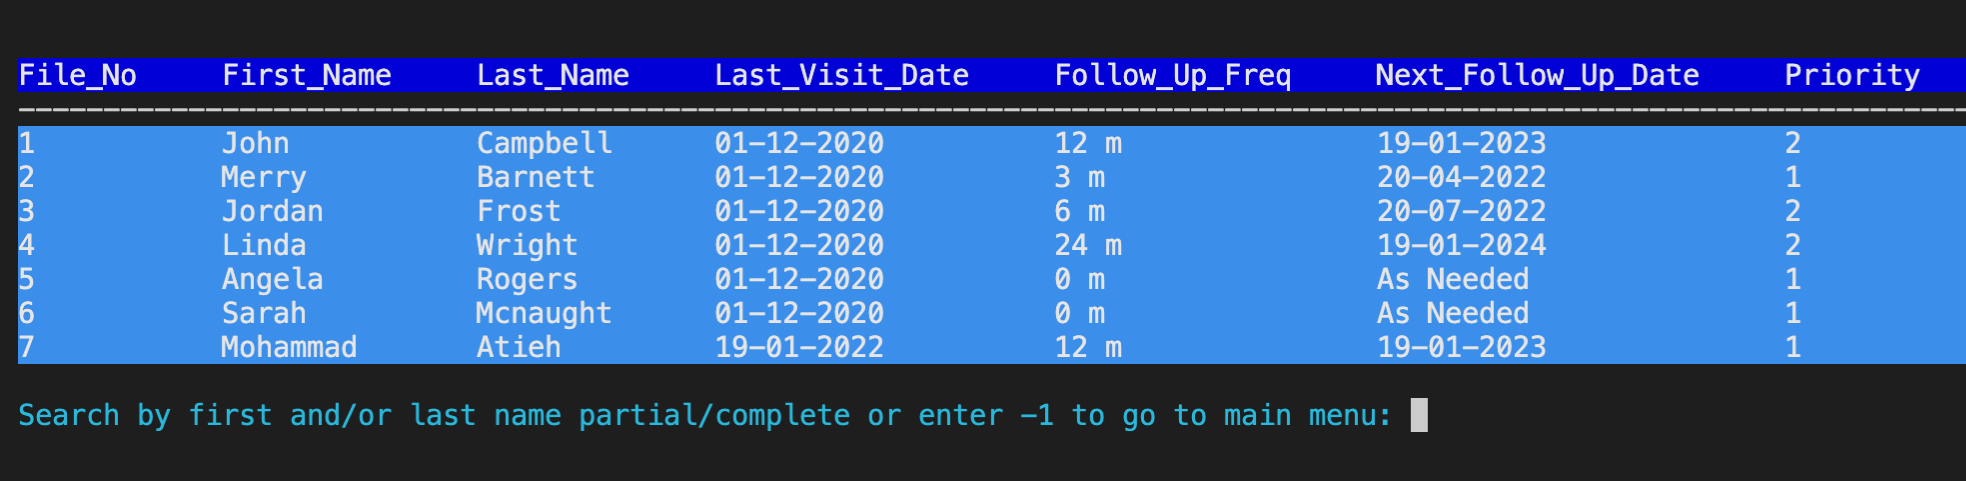 File_No First_Name Last_Name Last_Visit_Date Follow_Up_Freq Next_Follow_Up_Date Priority
1 John Campbell 01-12-2020 12 m 19-01-2023 2
2 Merry Barnett 01-12-2020 3 m 20-04-2022 1
3 Jordan Frost 01-12-2020 6 m 20-07-2022 2
4 Linda Wright 01-12-2020 24 m 19-01-2024 2
5 Angela Rogers 01-12-2020 0 m As Needed 1
6 Sarah Mcnaught 01-12-2020 0 m As Needed 1
7 Mohammad Atieh 19-01-2022 12 m 19-01-2023 1
Search by first and/or last name partial/complete or enter -1 to go to main menu: